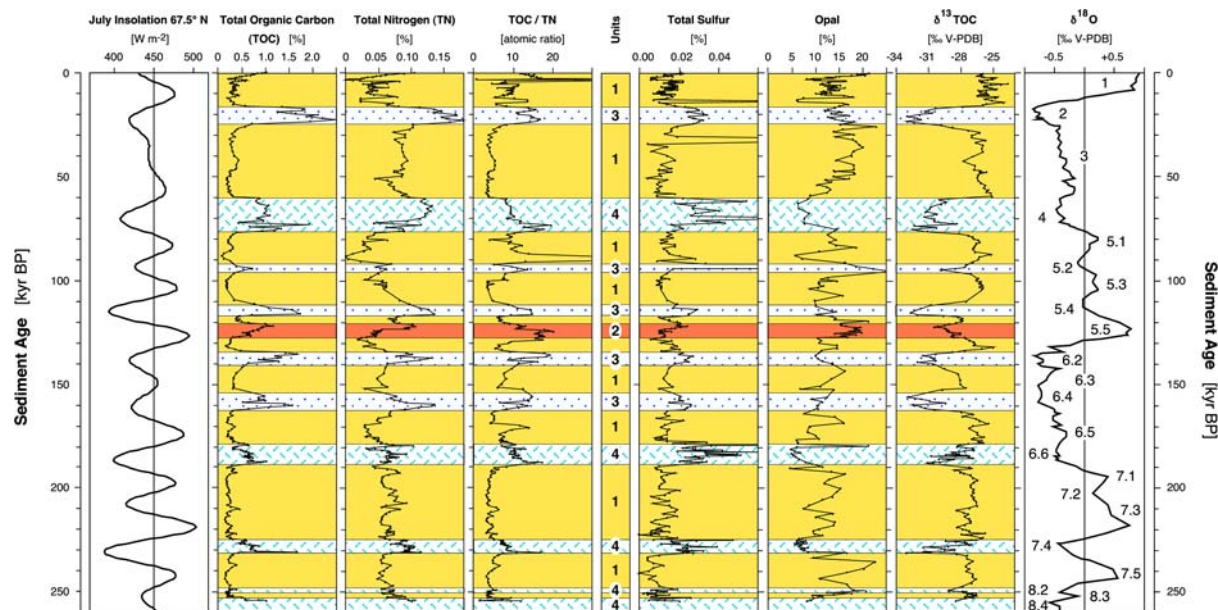 July Insolation 67.5° N Total Organic Carbon Total Nitrogen (TN) TOC / TN Units Total Sulfur Opal δ13TOC δ18O
[W m-2] (TOC) [%] [%] [atomic ratio] [%] [%] [‰ V-PDB] [‰ V-PDB]
400 450 500 0.5 1.0 1.5 2.0 0.05 0.15 10 20 0.00 0.02 0.04 5 10 15 20 -34 -31 -28 -25 -0.5 0.5
0 1 1 0
3 2
1 3
50 50
4 4
1 5.1
3 5.2
100 1 5.3 100
3 5.4
2 5.5
3 6.2
150 1 6.3 150
3 6.4
1 6.5
4 6.6
7.1
200 1 7.2 200
7.3
4 7.4
1 7.5
250 4 8.2 250
8.3
4 8.4
Sediment Age [kyr BP]
Sediment Age [kyr BP]